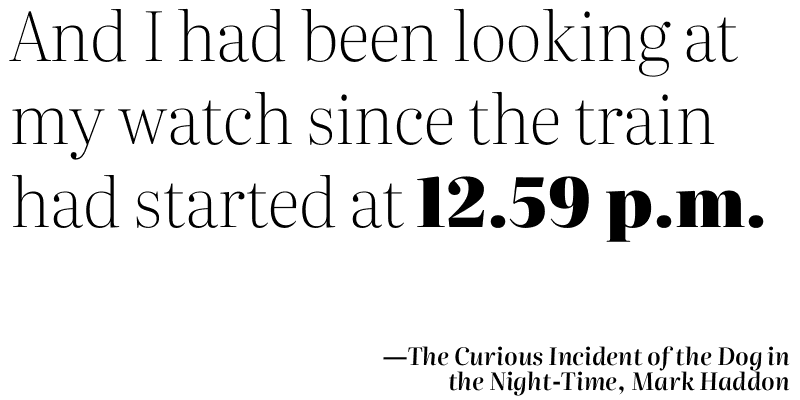 And I had been looking at
my watch since the train
had started at 12.59 p.m.
—The Curious Incident of the Dog in
the Night-Time, Mark Haddon